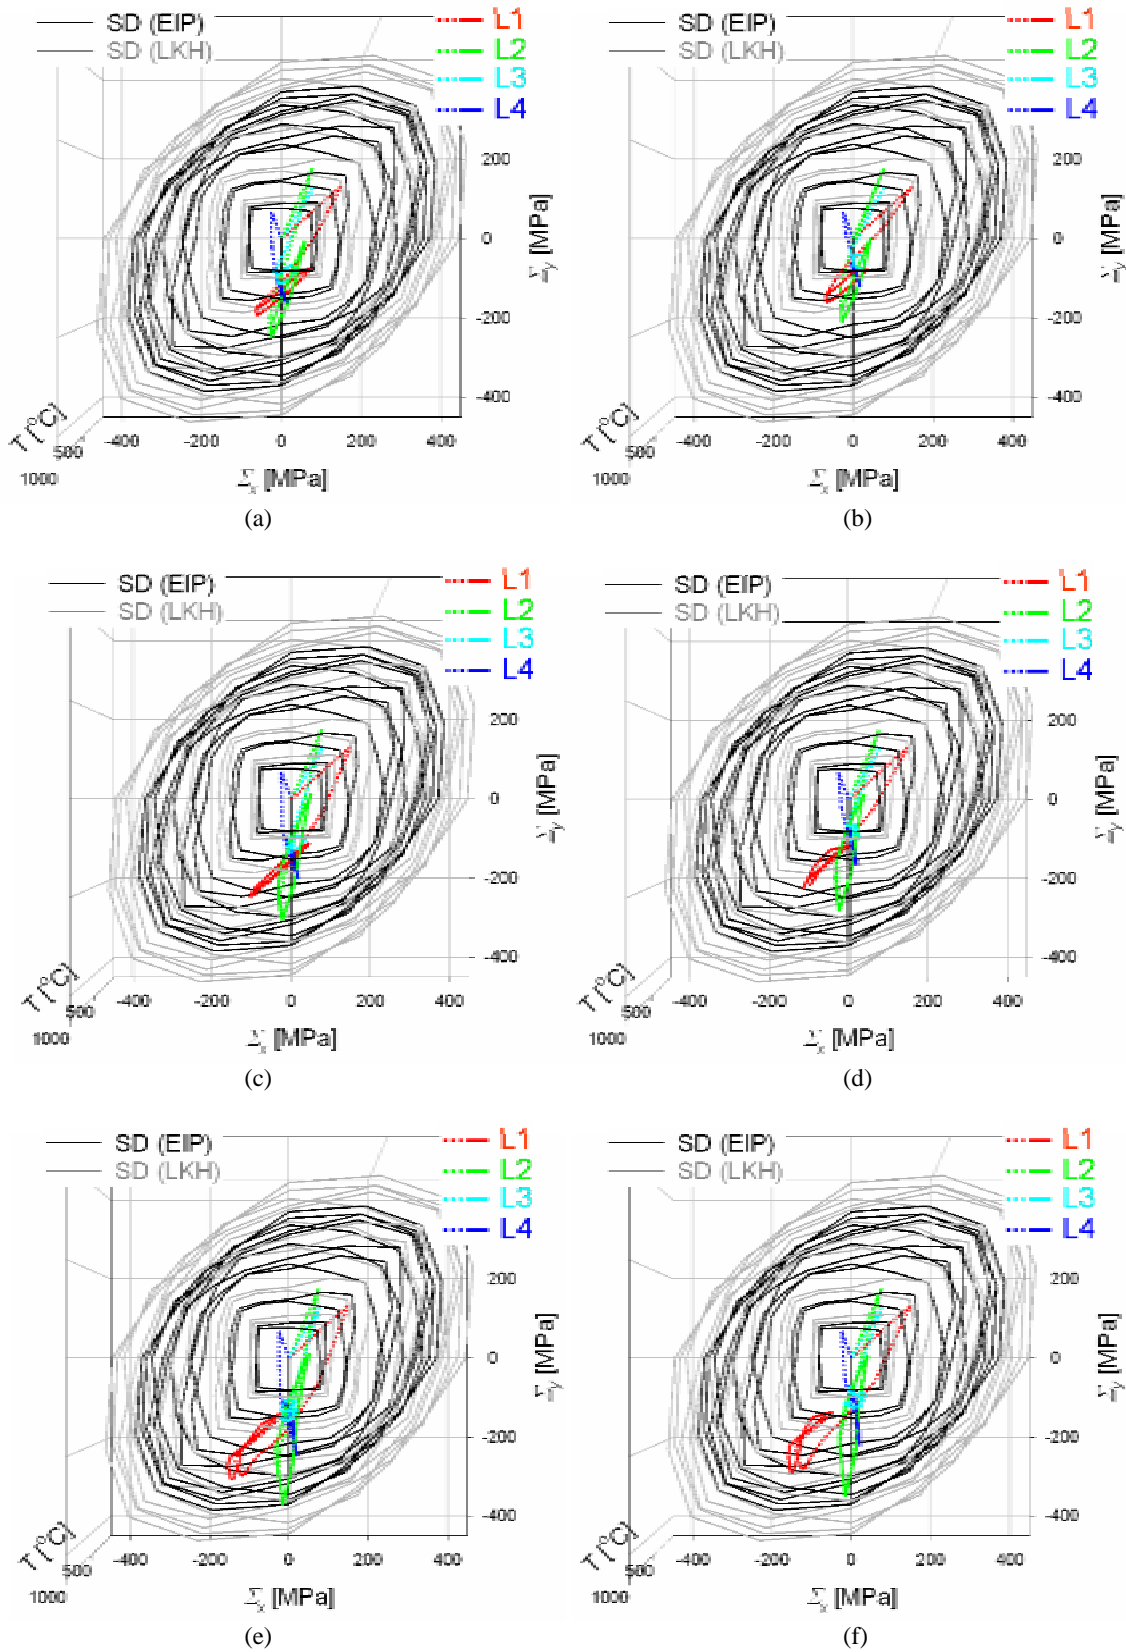 SD (EIP) L1 SD (EIP) L1
SD (LKH) L2 SD (LKH) L2
L3 L3
L4 L4
200 200
0 Σy [MPa] 0 Σy [MPa]
-200 -200
-400 -400
T [°C] T [°C]
500 -400 -200 0 200 400 500 -400 -200 0 200 400
1000 Σx [MPa] 1000 Σx [MPa]
(a) (b)
SD (EIP) L1 SD (EIP) L1
SD (LKH) L2 SD (LKH) L2
L3 L3
L4 L4
200 200
0 Σy [MPa] 0 Σy [MPa]
-200 -200
-400 -400
T [°C] T [°C]
500 -400 -200 0 200 400 500 -400 -200 0 200 400
1000 Σx [MPa] 1000 Σx [MPa]
(c) (d)
SD (EIP) L1 SD (EIP) L1
SD (LKH) L2 SD (LKH) L2
L3 L3
L4 L4
200 200
0 Σy [MPa] 0 Σy [MPa]
-200 -200
-400 -400
T [°C] T [°C]
500 -400 -200 0 200 400 500 -400 -200 0 200 400
1000 Σx [MPa] 1000 Σx [MPa]
(e) (f)